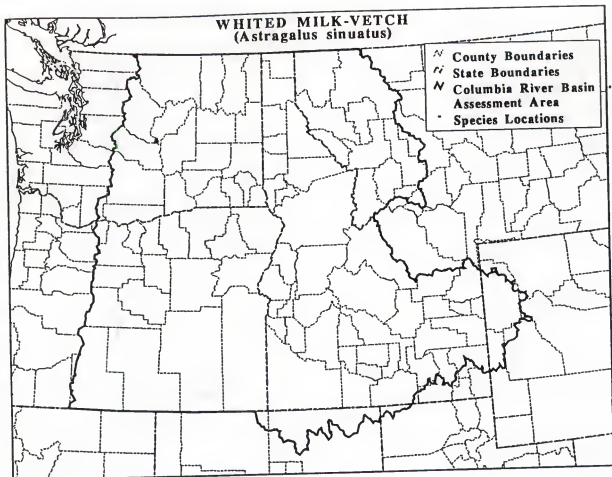 WHITED MILK-VETCH
(Astragalus sinuatus)
County Boundaries
State Boundaries
Columbia River Basin
Assessment Area
Species Locations